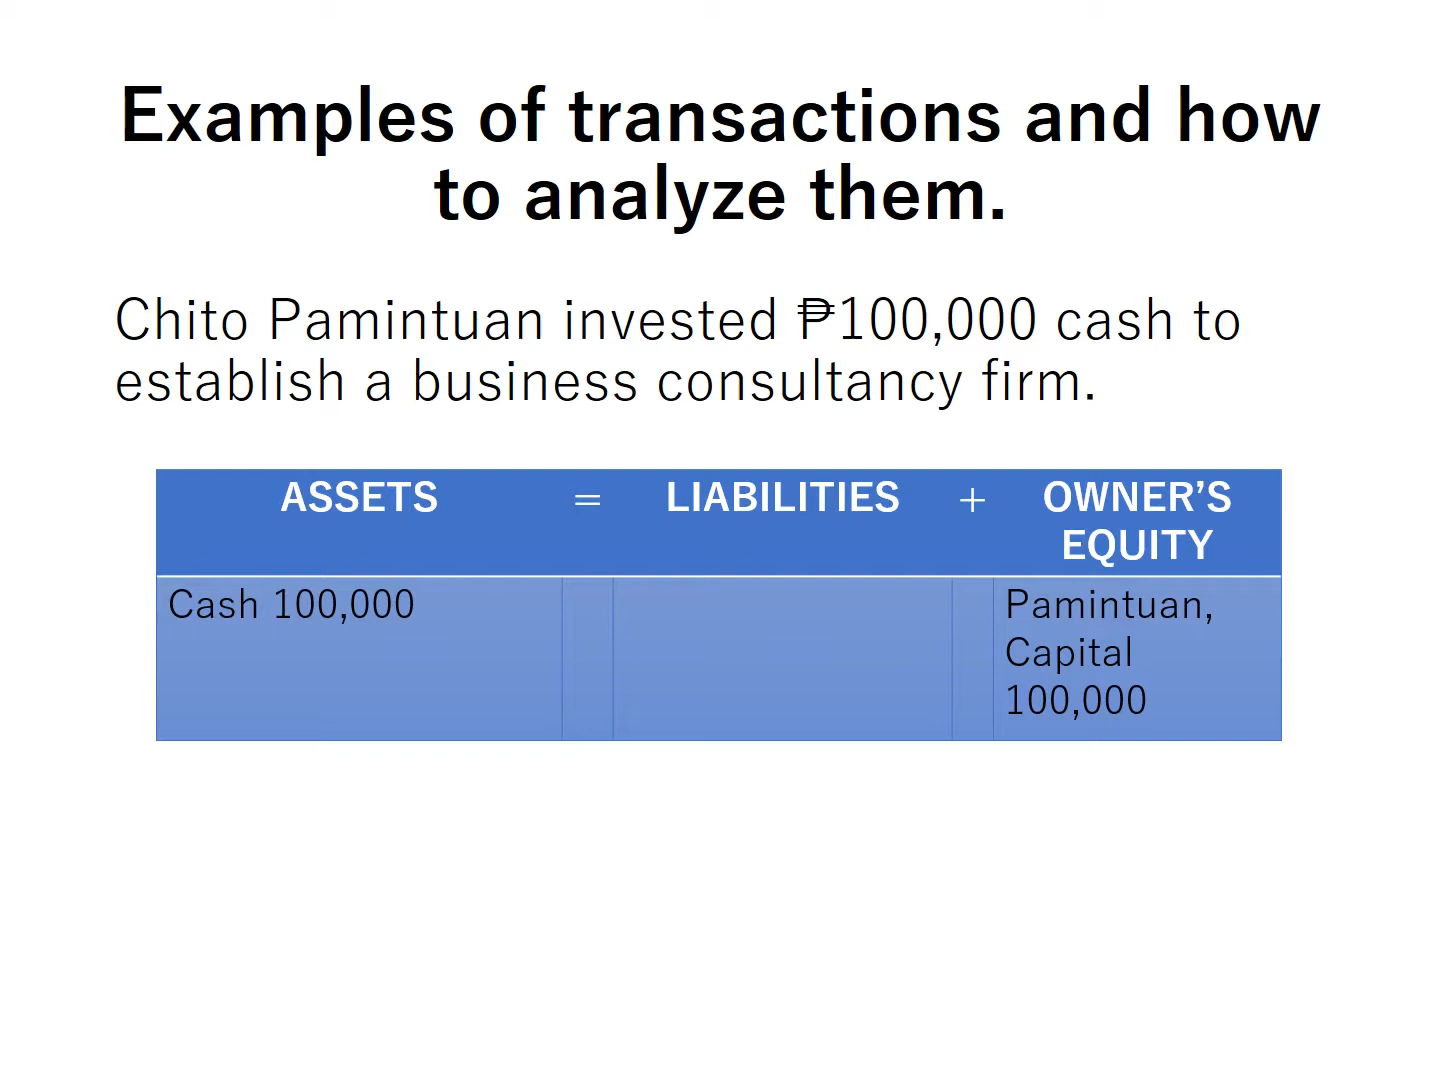 Examples of transactions and how
to analyze them.
Chito Pamintuan invested ₱100,000 cash to
establish a business consultancy firm.
ASSETS = LIABILITIES + OWNER’S
EQUITY
Cash 100,000
Pamintuan,
Capital
100,000